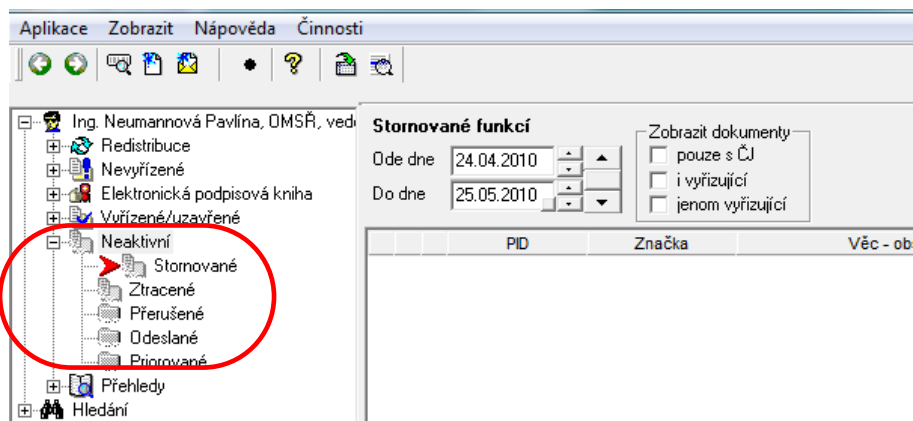 Aplikace Zobrazit Nápověda Činnosti
Ing. Neumannová Pavlína, OMSŘ, ved
Redistribuce
Nevyřízené
Elektronická podpisová kniha
Vyřízené/uzavřené
Neaktivní
Stornované
Ztracené
Přerušené
Odeslané
Priorované
Přehledy
Hledání
Stornované funkcí
Ode dne 24.04.2010
Do dne 25.05.2010
Zobrazit dokumenty
pouze s ČJ
i vyřizující
jenom vyřizující
PID Značka Věc - obs